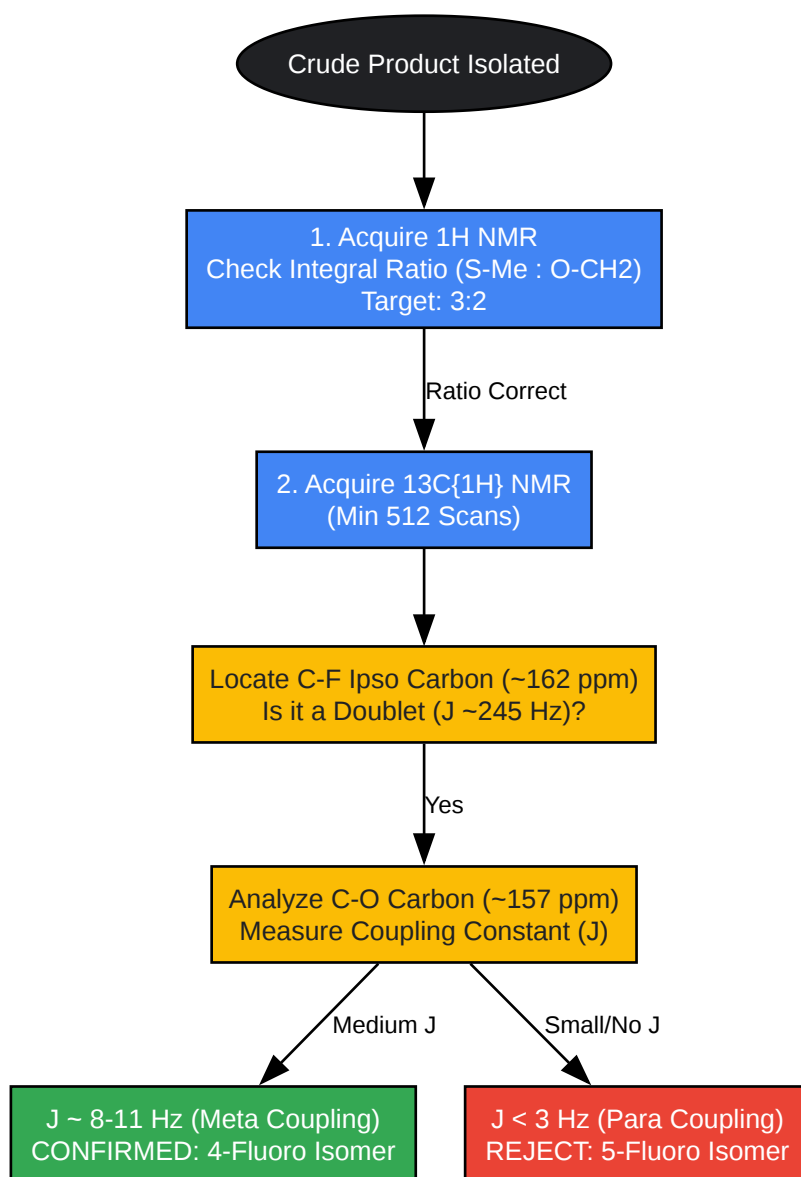 Crude Product Isolated
1. Acquire 1H NMR
Check Integral Ratio (S-Me : O-CH2)
Target: 3:2
Ratio Correct
2. Acquire 13C{1H} NMR
(Min 512 Scans)
Locate C-F Ipso Carbon (~162 ppm)
Is it a Doublet (J ~245 Hz)?
Yes
Analyze C-O Carbon (~157 ppm)
Measure Coupling Constant (J)
Medium J
Small/No J
J ~ 8-11 Hz (Meta Coupling)
CONFIRMED: 4-Fluoro Isomer
J < 3 Hz (Para Coupling)
REJECT: 5-Fluoro Isomer